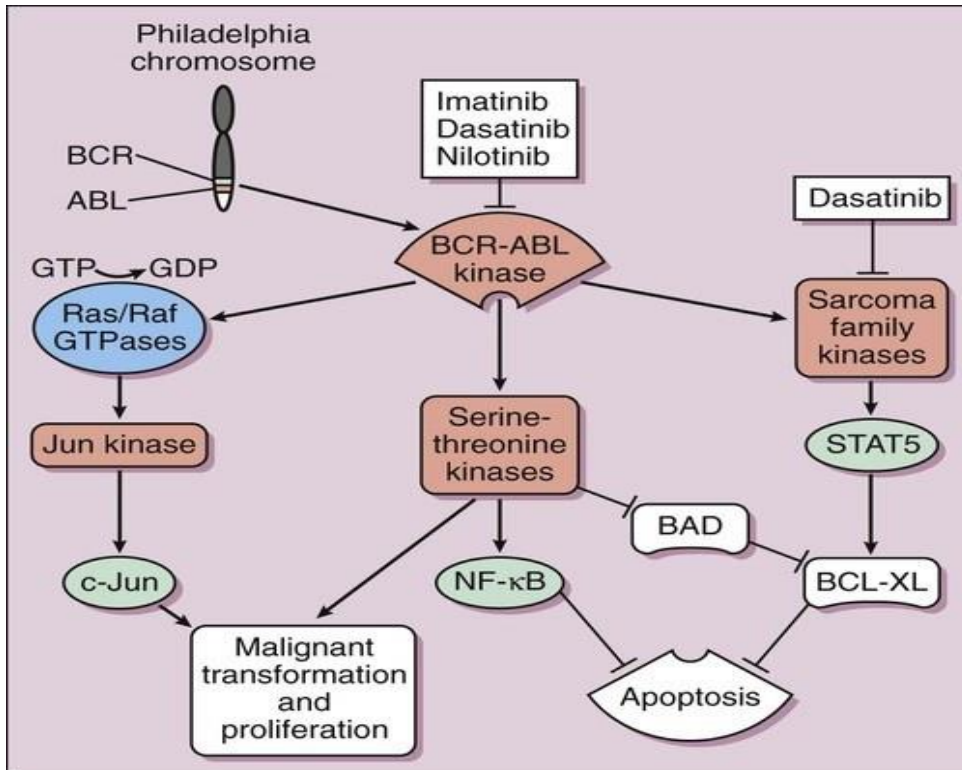 Philadelphia
chromosome
BCR
ABL
Imatinib
Dasatinib
Nilotinib
Dasatinib
BCR-ABL
kinase
GTP GDP
Ras/Raf
GTPases
Sarcoma
family
kinases
Jun kinase
Serine-
threonine
kinases
STAT5
BAD
c-Jun
NF-κB
BCL-XL
Malignant
transformation
and
proliferation
Apoptosis